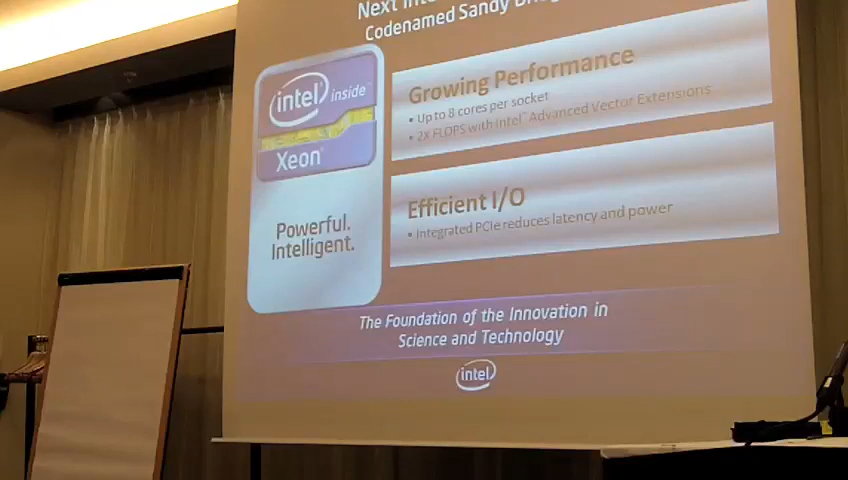 Next
Codenamed Sandy
intel inside™
Xeon®
Powerful.
Intelligent.
Growing Performance
• Up to 8 cores per socket
• 2X FLOPS with Intel® Advanced Vector Extensions
Efficient I/O
• Integrated PCIe reduces latency and power
The Foundation of the Innovation in
Science and Technology
intel